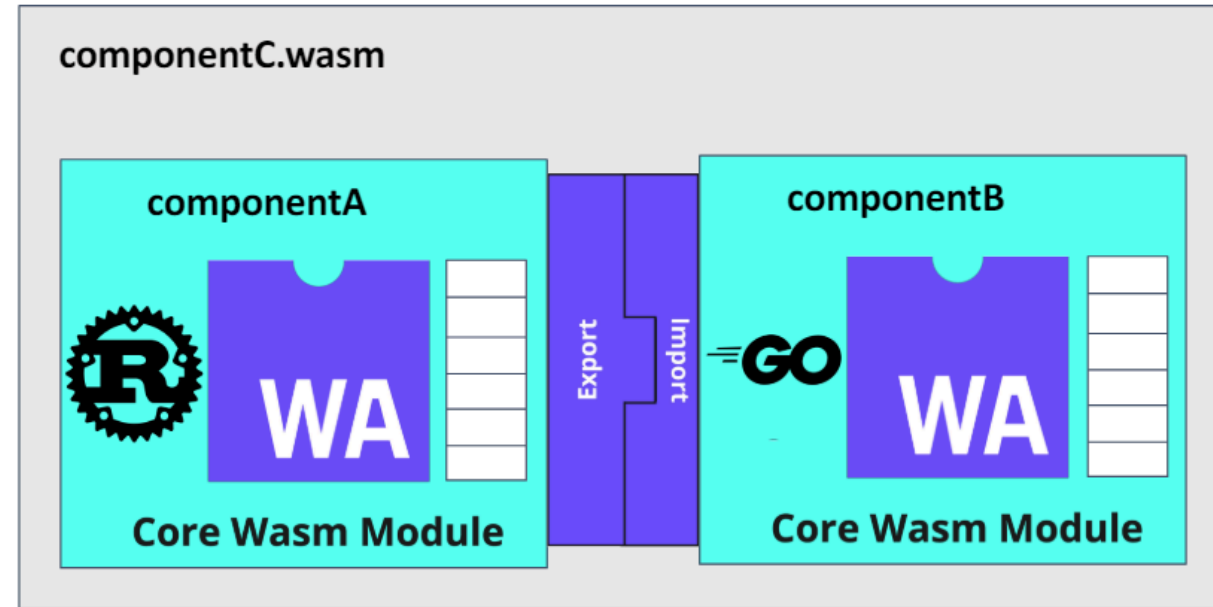 componentC.wasm
componentA
R
WA
Core Wasm Module
Export
Import
componentB
GO
WA
Core Wasm Module